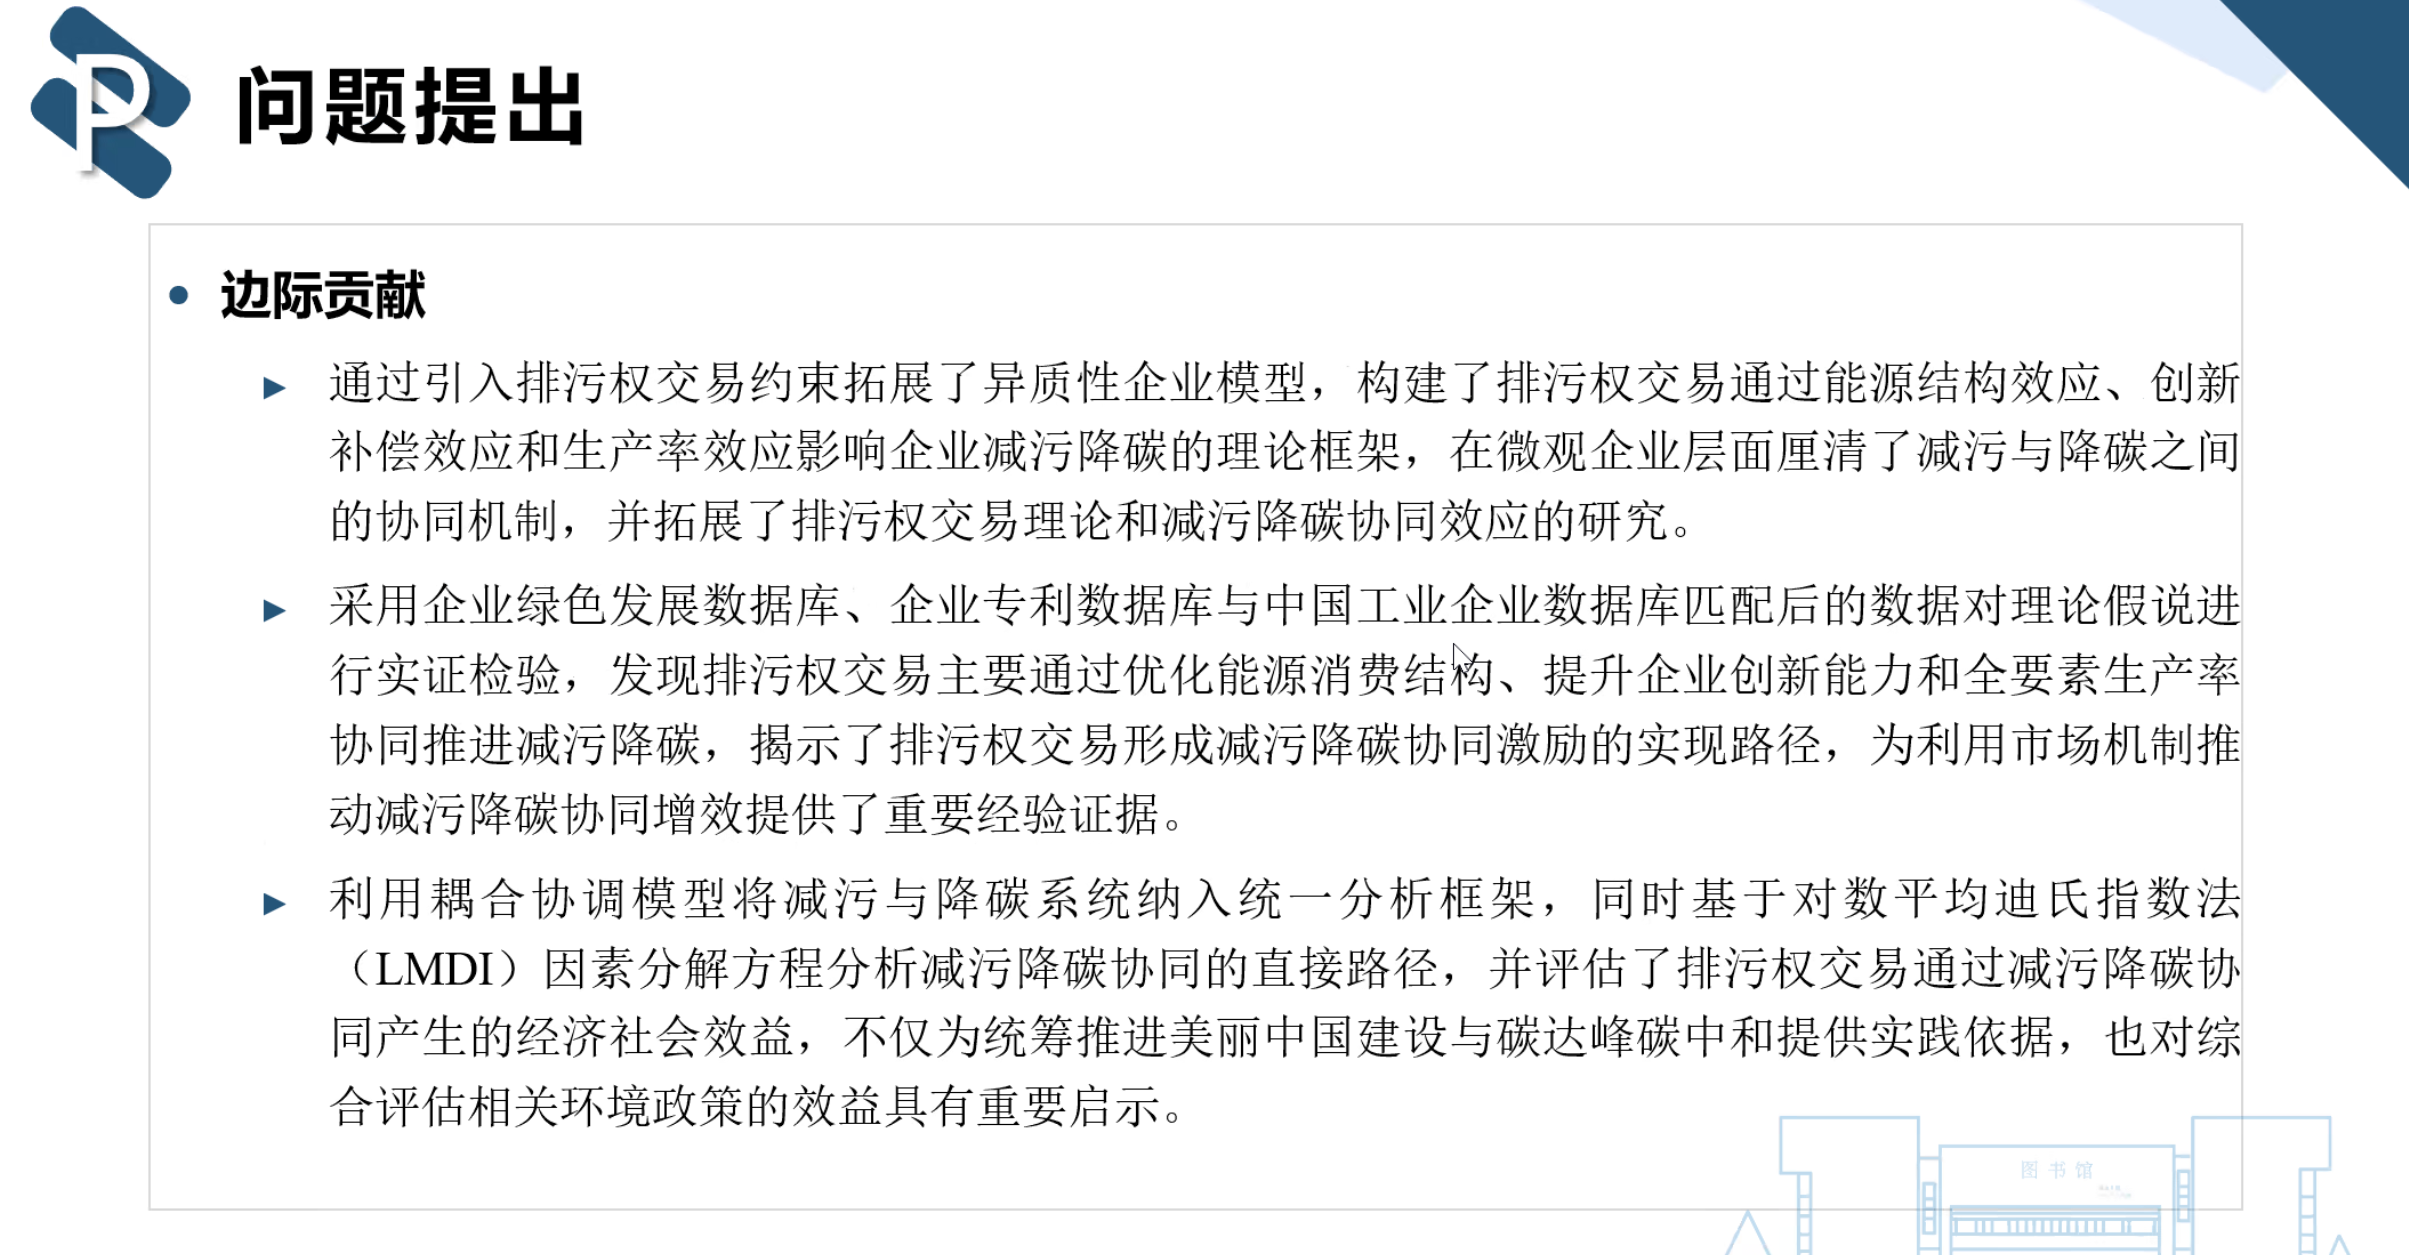 P
问题提出
• 边际贡献
► 通过引入排污权交易约束拓展了异质性企业模型，构建了排污权交易通过能源结构效应、创新
补偿效应和生产率效应影响企业减污降碳的理论框架，在微观企业层面厘清了减污与降碳之间
的协同机制，并拓展了排污权交易理论和减污降碳协同效应的研究。
► 采用企业绿色发展数据库、企业专利数据库与中国工业企业数据库匹配后的数据对理论假说进
行实证检验，发现排污权交易主要通过优化能源消费结构、提升企业创新能力和全要素生产率
协同推进减污降碳，揭示了排污权交易形成减污降碳协同激励的实现路径，为利用市场机制推
动减污降碳协同增效提供了重要经验证据。
► 利用耦合协调模型将减污与降碳系统纳入统一分析框架，同时基于对数平均迪氏指数法
（LMDI）因素分解方程分析减污降碳协同的直接路径，并评估了排污权交易通过减污降碳协
同产生的经济社会效益，不仅为统筹推进美丽中国建设与碳达峰碳中和提供实践依据，也对综
合评估相关环境政策的效益具有重要启示。
图书馆